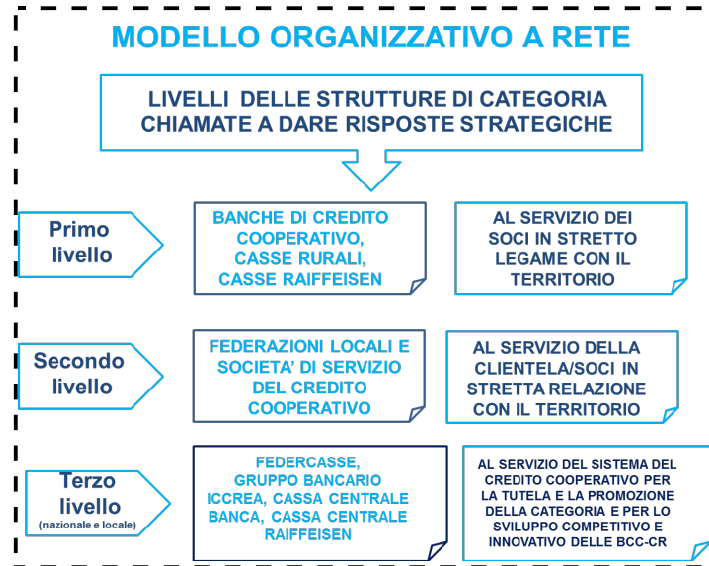 MODELLO ORGANIZZATIVO A RETE
LIVELLI DELLE STRUTTURE DI CATEGORIA
CHIAMATE A DARE RISPOSTE STRATEGICHE
Primo
livello
BANCHE DI CREDITO
COOPERATIVO,
CASSE RURALI,
CASSE RAIFFEISEN
AL SERVIZIO DEI
SOCI IN STRETTO
LEGAME CON IL
TERRITORIO
Secondo
livello
FEDERAZIONI LOCALI E
SOCIETA' DI SERVIZIO
DEL CREDITO
COOPERATIVO
AL SERVIZIO DELLA
CLIENTELA/SOCI IN
STRETTA RELAZIONE
CON IL TERRITORIO
Terzo
livello
(nazionale e locale)
FEDERCASSE,
GRUPPO BANCARIO
ICCREA, CASSA CENTRALE
BANCA, CASSA CENTRALE
RAIFFEISEN
AL SERVIZIO DEL SISTEMA DEL
CREDITO COOPERATIVO PER
LA TUTELA E LA PROMOZIONE
DELLA CATEGORIA E PER LO
SVILUPPO COMPETITIVO E
INNOVATIVO DELLE BCC-CR